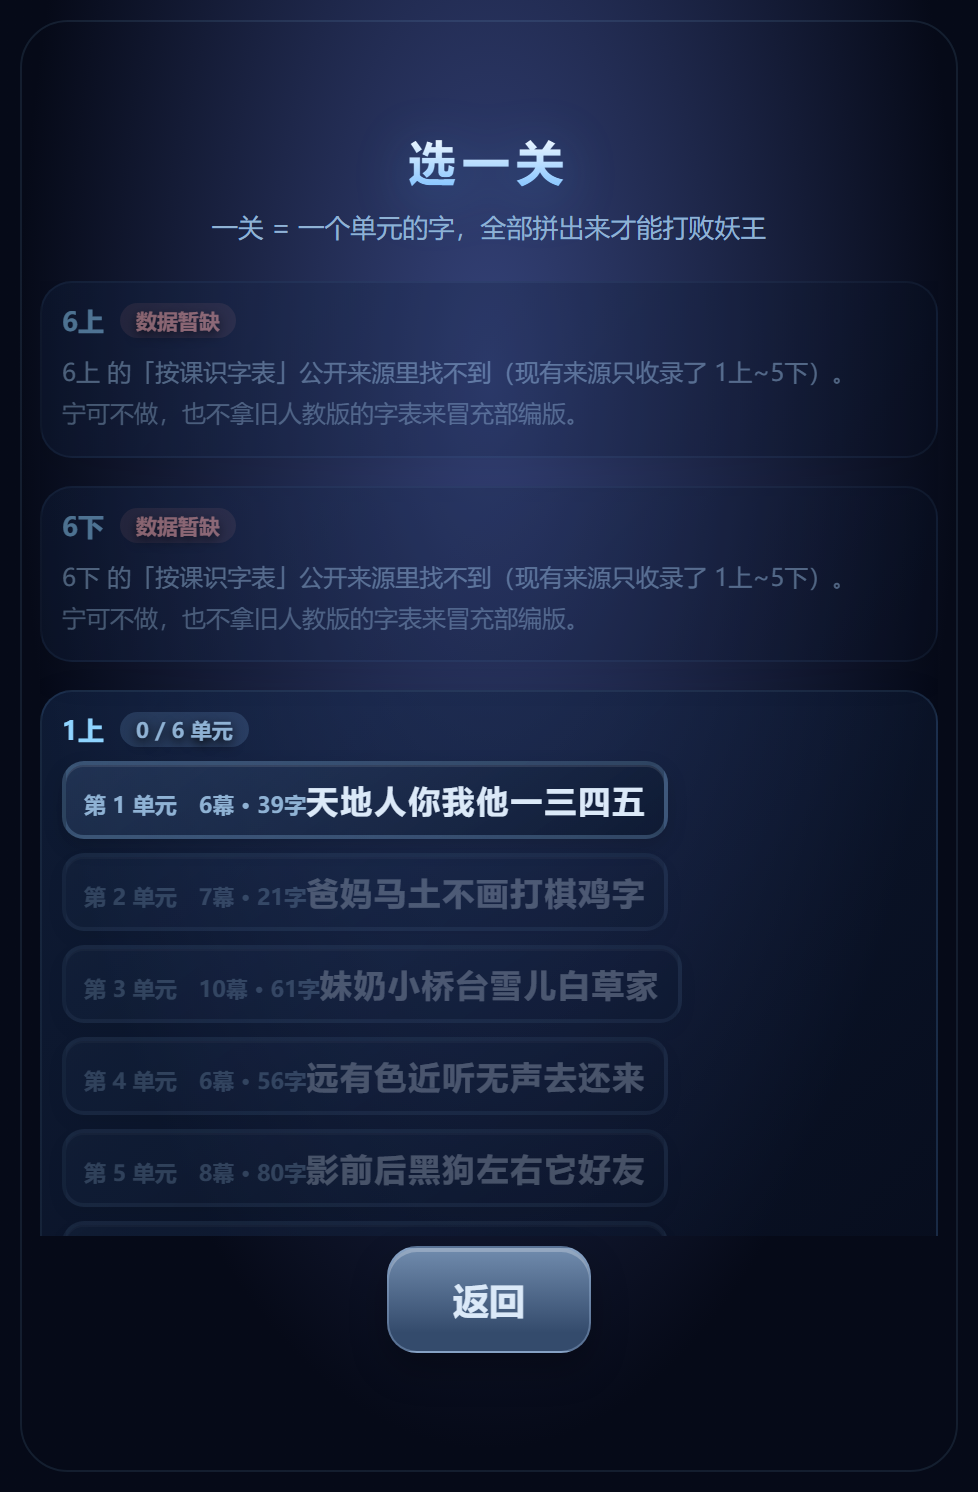 选一关
一关 = 一个单元的字，全部拼出来才能打败妖王
6上 数据暂缺
6上 的「按课识字表」公开来源里找不到（现有来源只收录了 1上~5下）。
宁可不做，也不拿旧人教版的字表来冒充部编版。
6下 数据暂缺
6下 的「按课识字表」公开来源里找不到（现有来源只收录了 1上~5下）。
宁可不做，也不拿旧人教版的字表来冒充部编版。
1上 0 / 6 单元
第 1 单元 6幕·39字天地人你我他一三四五
第 2 单元 7幕·21字爸妈马土不画打棋鸡字
第 3 单元 10幕·61字妹奶小桥台雪儿白草家
第 4 单元 6幕·56字远有色近听无声去还来
第 5 单元 8幕·80字影前后黑狗左右它好友
返回